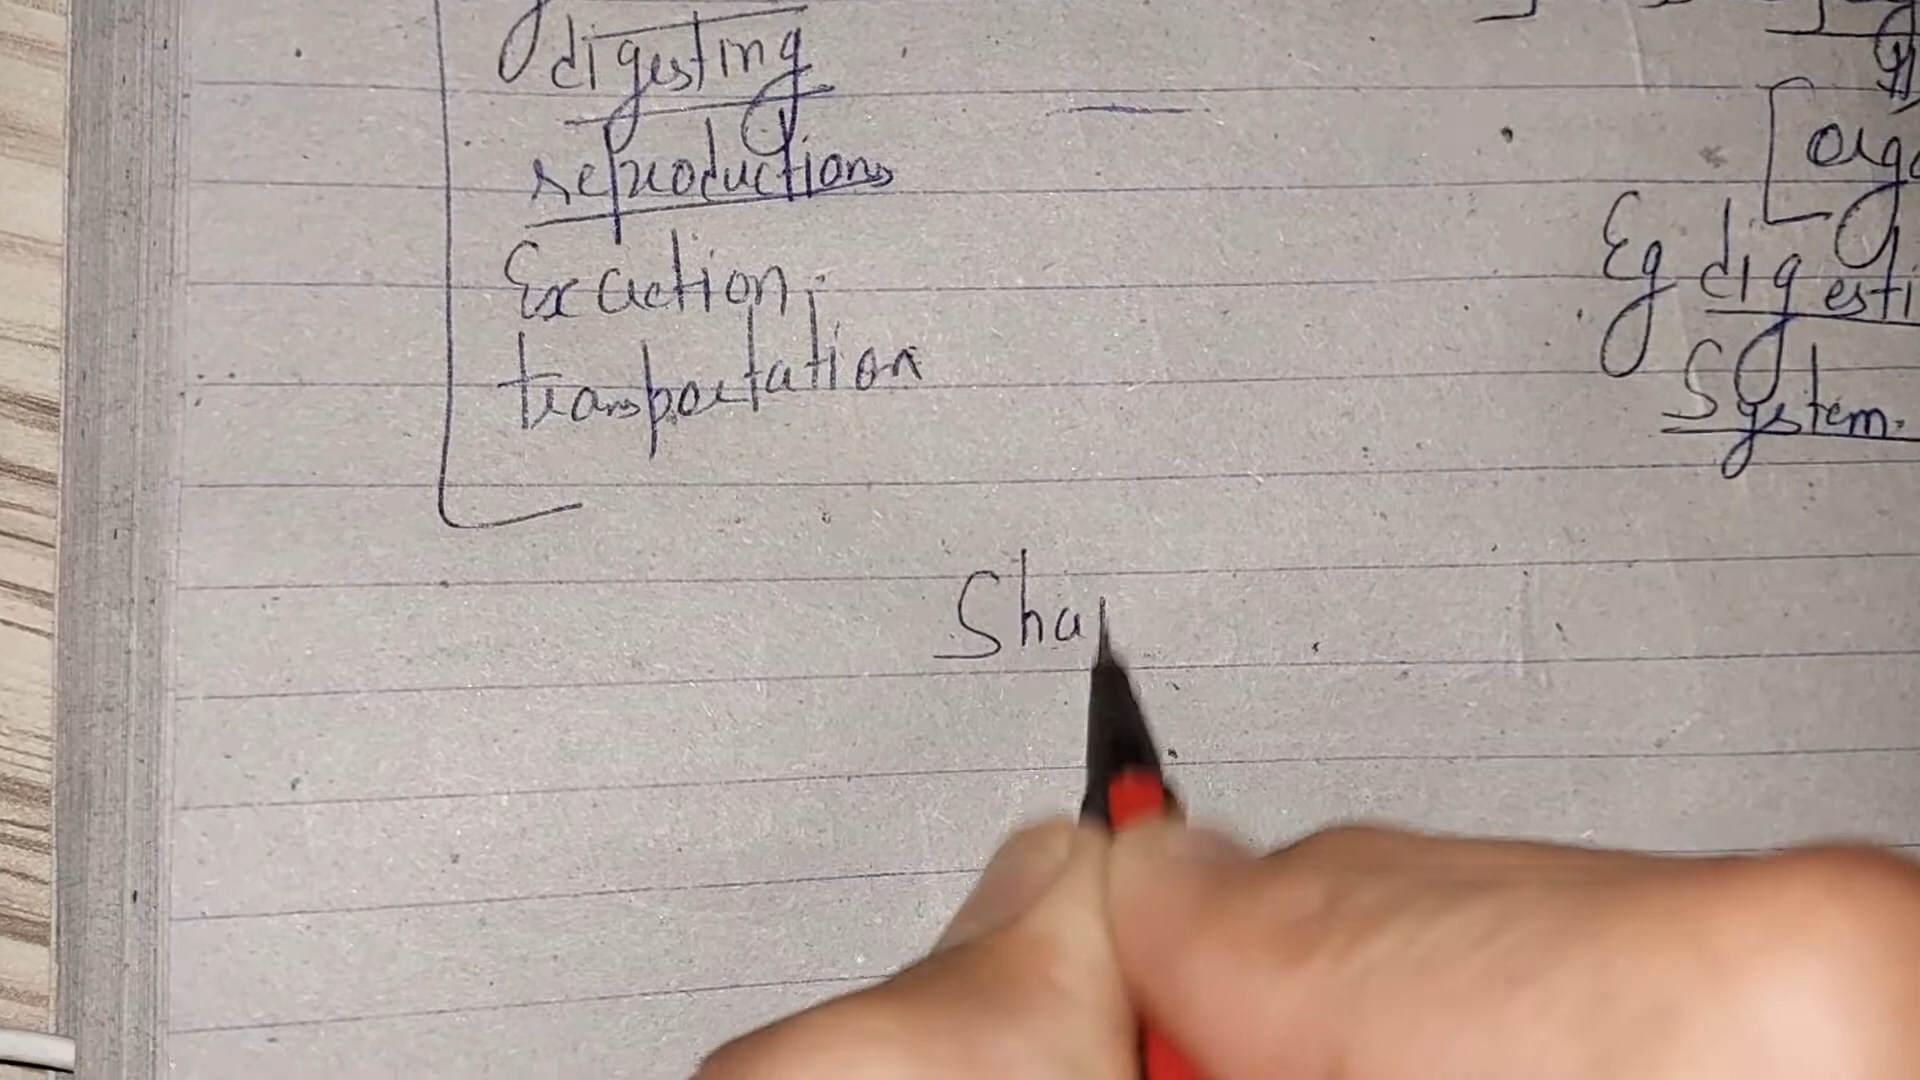 digesting
reproductions
Excretion,
transportation
Eg digesti
System.
Sha